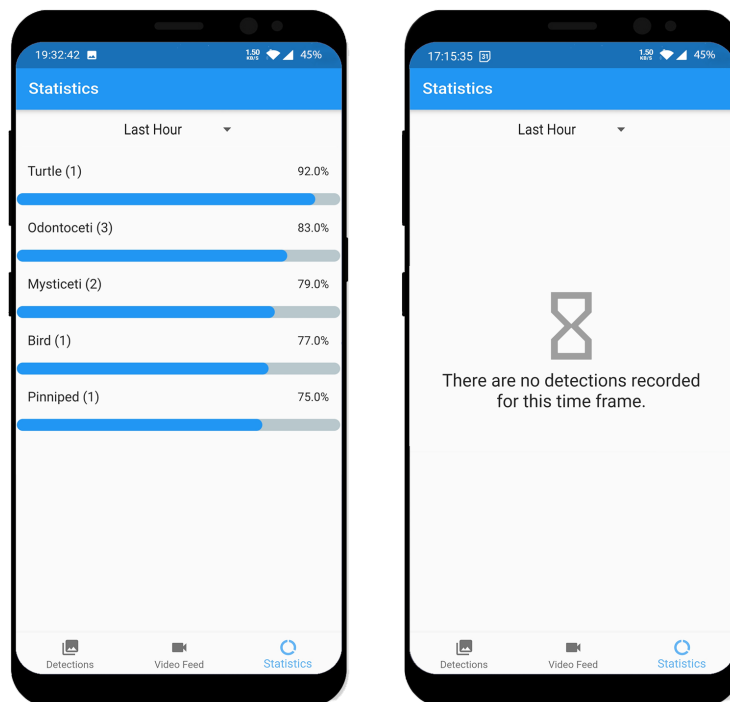 19:32:42 1.50 KB/S 45%
Statistics
Last Hour
Turtle (1) 92.0%
Odontoceti (3) 83.0%
Mysticeti (2) 79.0%
Bird (1) 77.0%
Pinniped (1) 75.0%
Detections Video Feed Statistics
17:15:35 31 1.50 KB/S 45%
Statistics
Last Hour
There are no detections recorded
for this time frame.
Detections Video Feed Statistics